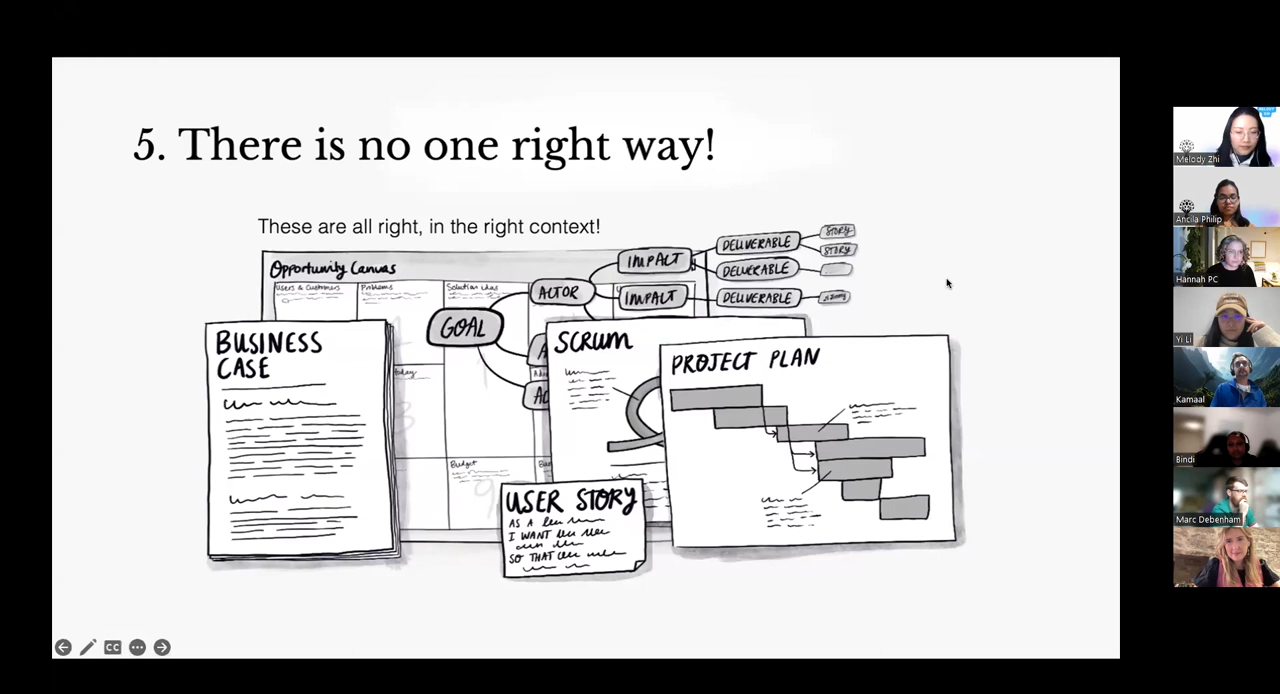 5. There is no one right way!
These are all right, in the right context!
Opportunity Canvas
Users & Customers
Problems
Solution ideas
today
Budget
GOAL
ACTOR
IMPACT
IMPACT
DELIVERABLE
DELIVERABLE
DELIVERABLE
STORY
STORY
BUSINESS
CASE
SCRUM
PROJECT PLAN
USER STORY
AS A
I WANT
SO THAT
CC
Melody Zhi
Ancila Philip
Hannah PC
Yi Li
Kamaal
Bindi
Marc Debenham